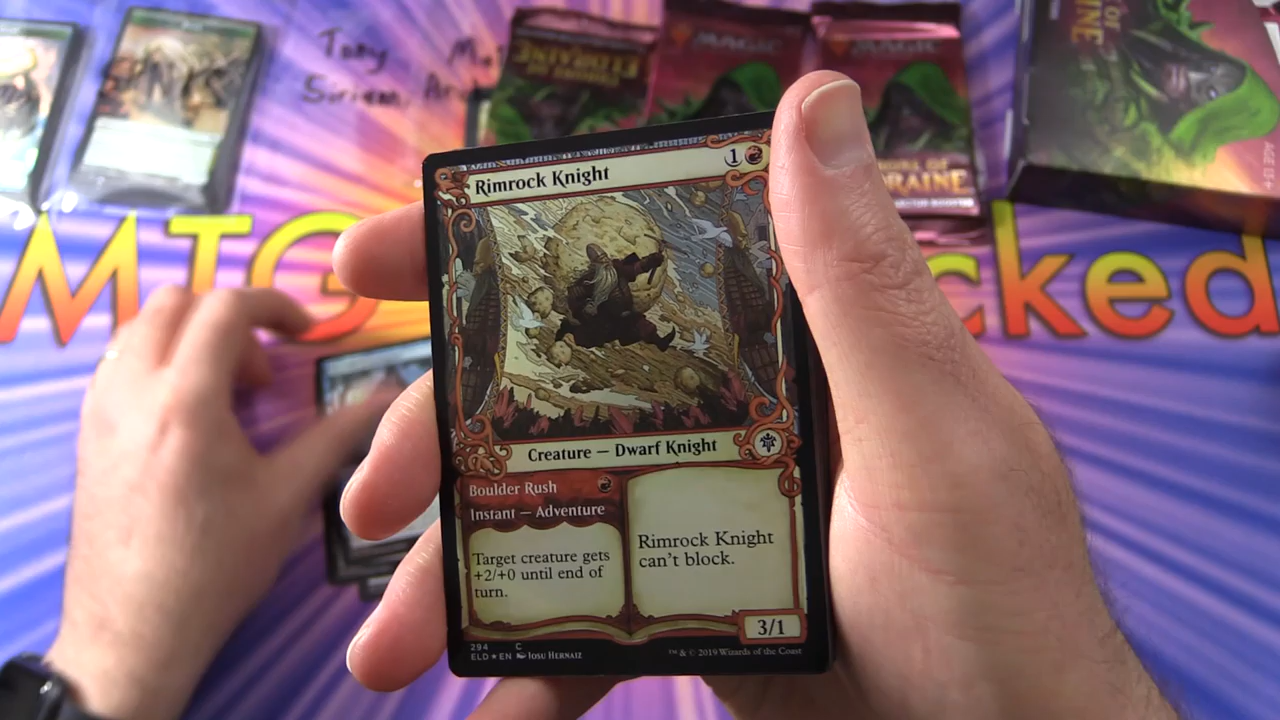 Tony
Sirien,
ELDRAINE
MAGIC
MAGIC
MTG cked
Rimrock Knight
1
Creature — Dwarf Knight
Boulder Rush
Instant — Adventure
Target creature gets
+2/+0 until end of
turn.
Rimrock Knight
can't block.
3/1
294 C
ELD ★ EN Iosu Hernaiz
™ & © 2019 Wizards of the Coast